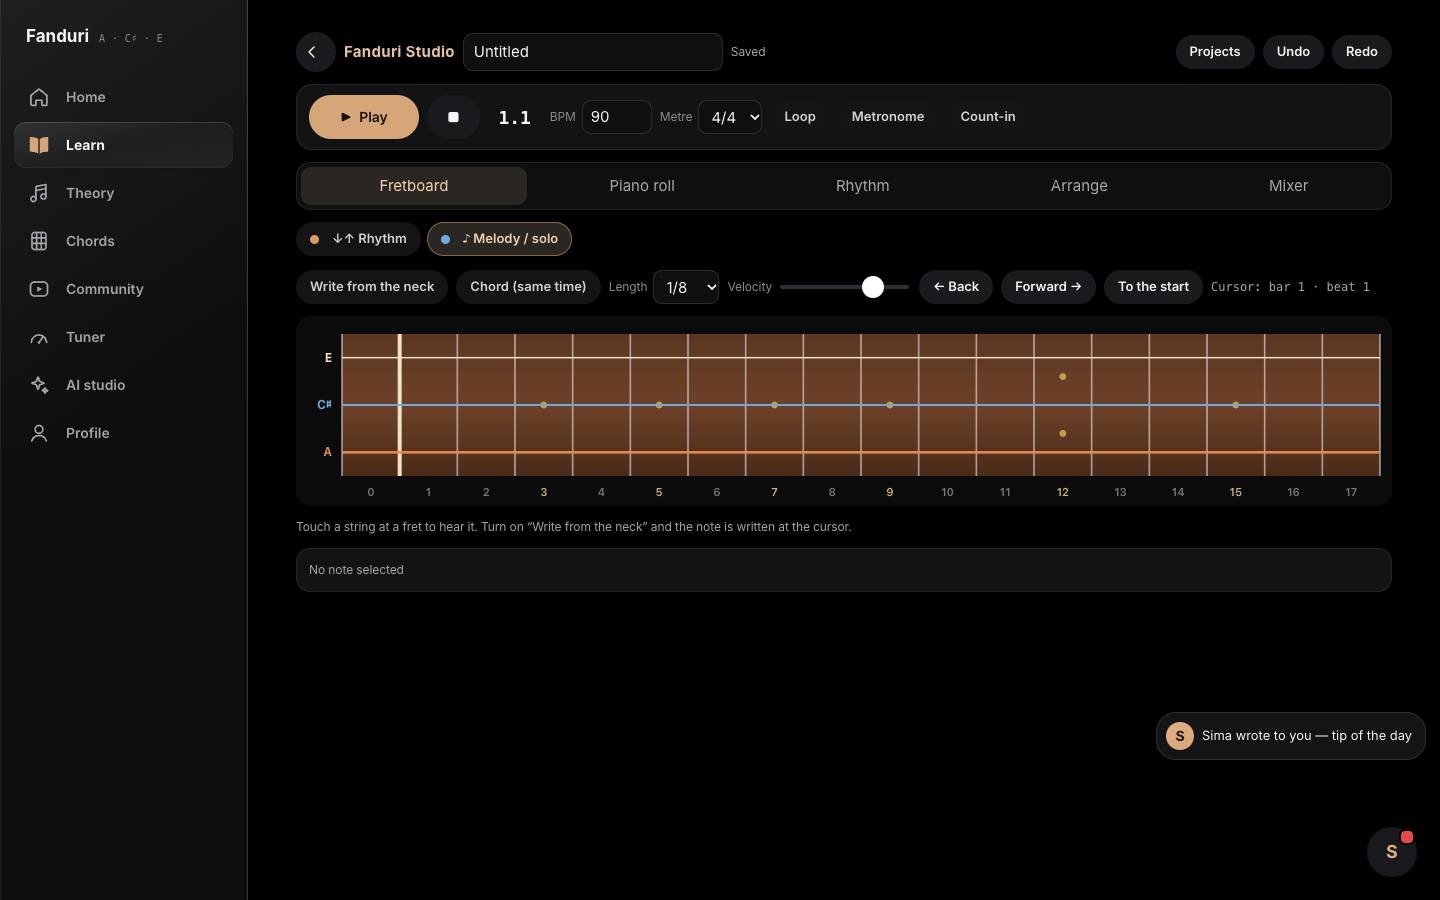 Fanduri A · C♯ · E
Home
Learn
Theory
Chords
Community
Tuner
AI studio
Profile
Fanduri Studio Untitled Saved Projects Undo Redo
▶ Play 1.1 BPM 90 Metre 4/4 Loop Metronome Count-in
Fretboard Piano roll Rhythm Arrange Mixer
↓↑ Rhythm ♪ Melody / solo
Write from the neck Chord (same time) Length 1/8 Velocity ← Back Forward → To the start Cursor: bar 1 · beat 1
E
C♯
A
0 1 2 3 4 5 6 7 8 9 10 11 12 13 14 15 16 17
Touch a string at a fret to hear it. Turn on “Write from the neck” and the note is written at the cursor.
No note selected
S Sima wrote to you — tip of the day
S